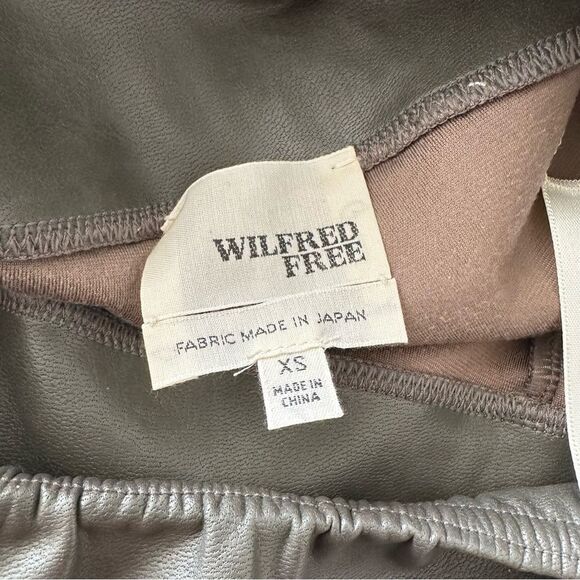 WILFRED
FREE
FABRIC MADE IN JAPAN
XS
MADE IN
CHINA